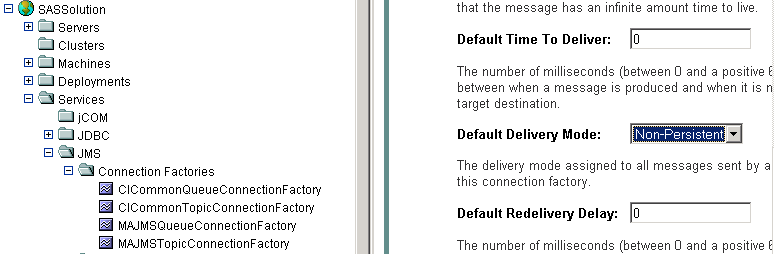 SASSolution
Servers
Clusters
Machines
Deployments
Services
jCOM
JDBC
JMS
Connection Factories
CICommonQueueConnectionFactory
CICommonTopicConnectionFactory
MAJMSQueueConnectionFactory
MAJMSTopicConnectionFactory
that the message has an infinite amount time to live.
Default Time To Deliver: 0
The number of milliseconds (between 0 and a positive 6
between when a message is produced and when it is n
target destination.
Default Delivery Mode: Non-Persistent
The delivery mode assigned to all messages sent by a
this connection factory.
Default Redelivery Delay: 0
The number of milliseconds (between 0 and a positive 6